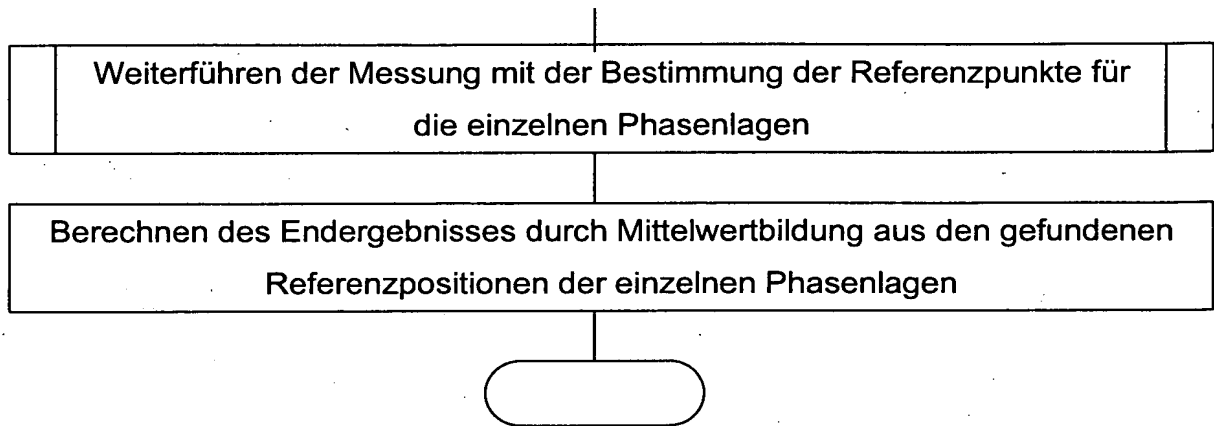 Weiterführen der Messung mit der Bestimmung der Referenzpunkte für
die einzelnen Phasenlagen
Berechnen des Endergebnisses durch Mittelwertbildung aus den gefundenen
Referenzpositionen der einzelnen Phasenlagen